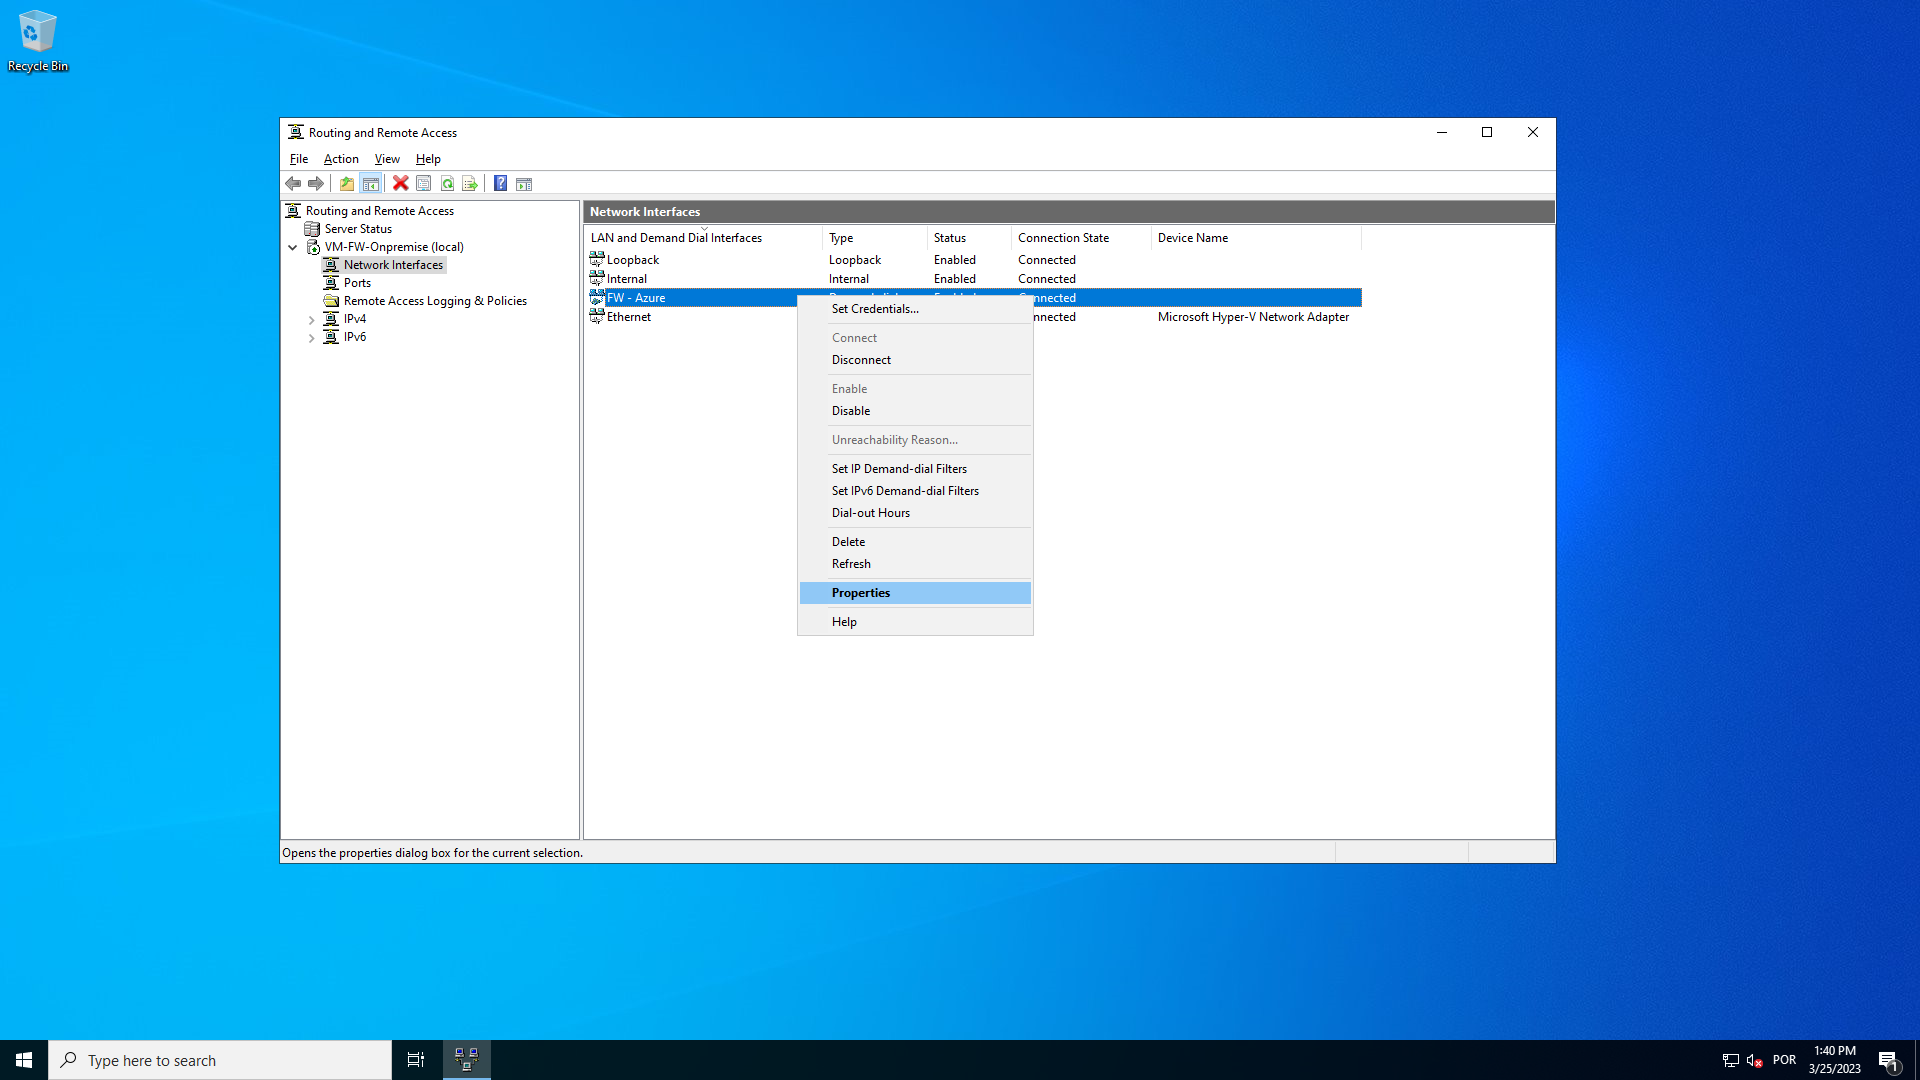 Recycle Bin
Routing and Remote Access
File Action View Help
Routing and Remote Access
Server Status
VM-FW-Onpremise (local)
Network Interfaces
Ports
Remote Access Logging & Policies
IPv4
IPv6
Network Interfaces
LAN and Demand Dial Interfaces Type Status Connection State Device Name
Loopback Loopback Enabled Connected
Internal Internal Enabled Connected
FW - Azure Connected
Ethernet nnected Microsoft Hyper-V Network Adapter
Set Credentials...
Connect
Disconnect
Enable
Disable
Unreachability Reason...
Set IP Demand-dial Filters
Set IPv6 Demand-dial Filters
Dial-out Hours
Delete
Refresh
Properties
Help
Opens the properties dialog box for the current selection.
Type here to search
POR
1:40 PM
3/25/2023
1